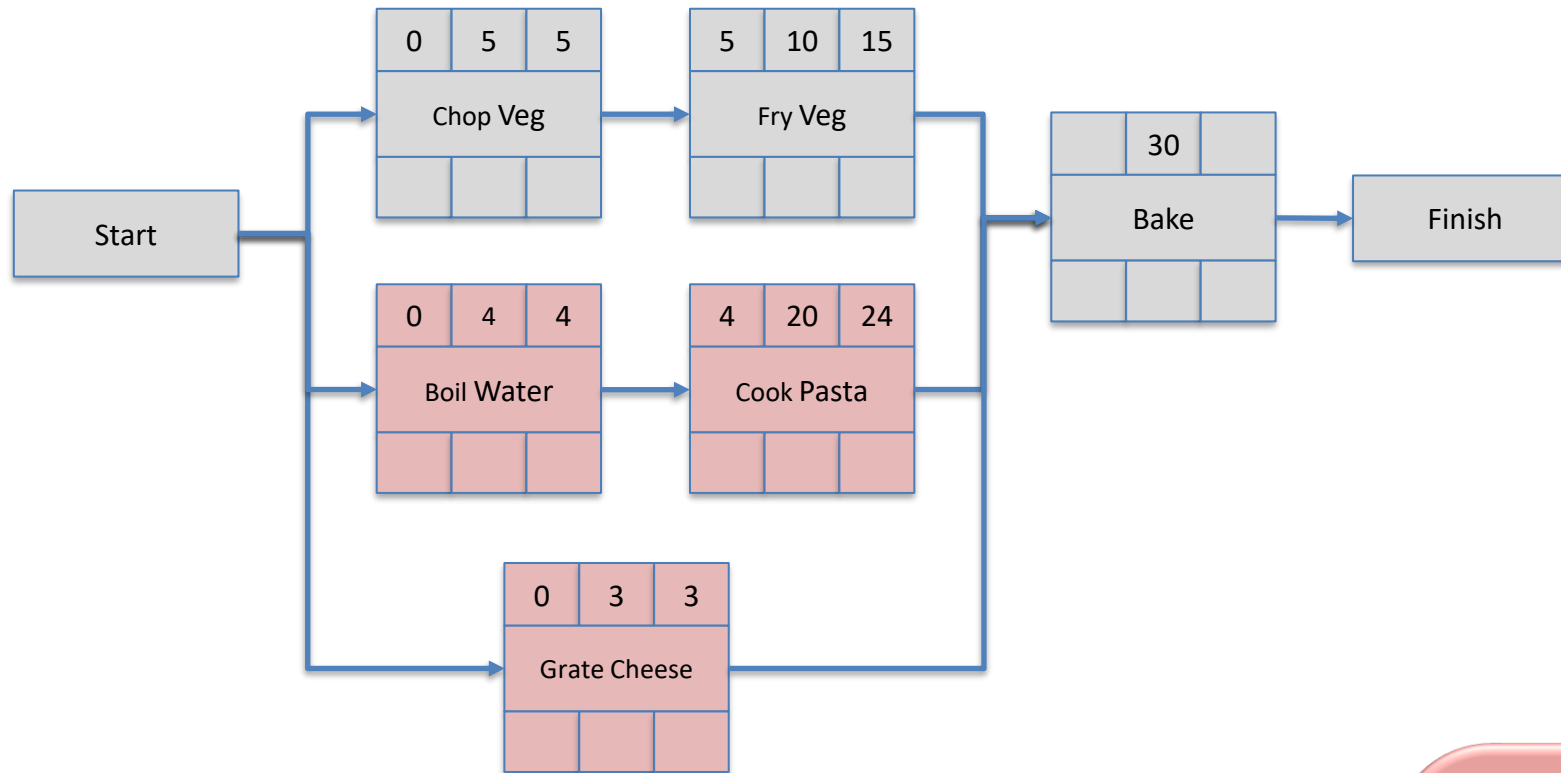 0 5 5
Chop Veg
5 10 15
Fry Veg
30
Bake
Start
Finish
0 4 4
Boil Water
4 20 24
Cook Pasta
0 3 3
Grate Cheese